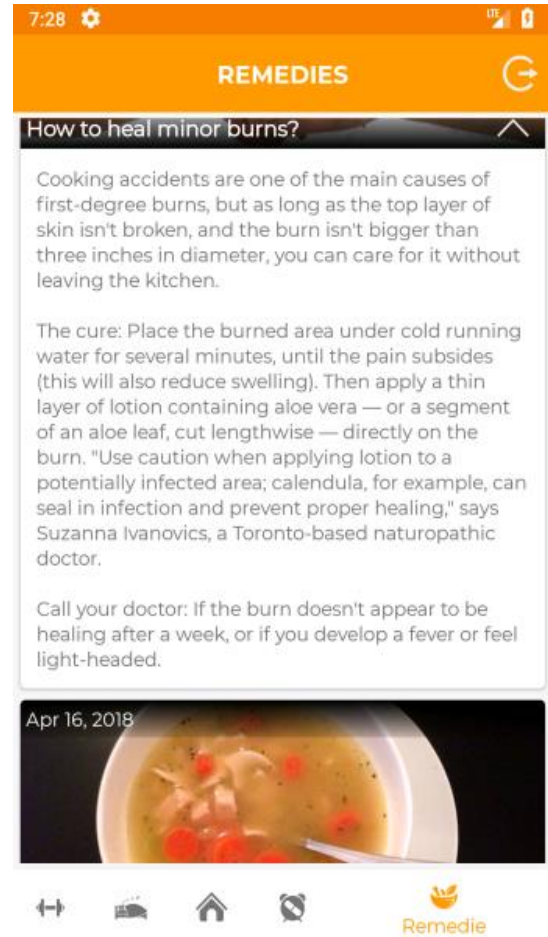 7:28
LTE
REMEDIES
How to heal minor burns?
Cooking accidents are one of the main causes of
first-degree burns, but as long as the top layer of
skin isn't broken, and the burn isn't bigger than
three inches in diameter, you can care for it without
leaving the kitchen.
The cure: Place the burned area under cold running
water for several minutes, until the pain subsides
(this will also reduce swelling). Then apply a thin
layer of lotion containing aloe vera — or a segment
of an aloe leaf, cut lengthwise — directly on the
burn. "Use caution when applying lotion to a
potentially infected area; calendula, for example, can
seal in infection and prevent proper healing," says
Suzanna Ivanovics, a Toronto-based naturopathic
doctor.
Call your doctor: If the burn doesn't appear to be
healing after a week, or if you develop a fever or feel
light-headed.
Apr 16, 2018
Remedie